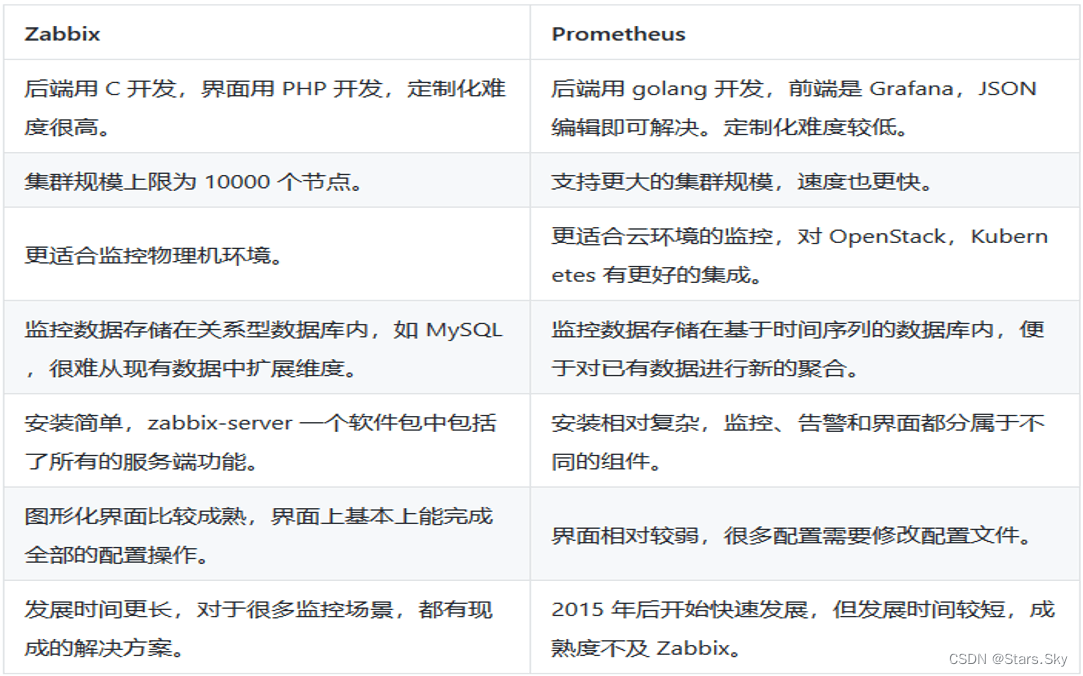 Zabbix
Prometheus
后端用 C 开发，界面用 PHP 开发，定制化难
度很高。
后端用 golang 开发，前端是 Grafana，JSON
编辑即可解决。定制化难度较低。
集群规模上限为 10000 个节点。
支持更大的集群规模，速度也更快。
更适合监控物理机环境。
更适合云环境的监控，对 OpenStack，Kubern
etes 有更好的集成。
监控数据存储在关系型数据库内，如 MySQL
，很难从现有数据中扩展维度。
监控数据存储在基于时间序列的数据库内，便
于对已有数据进行新的聚合。
安装简单，zabbix-server 一个软件包中包括
了所有的服务端功能。
安装相对复杂，监控、告警和界面都分属于不
同的组件。
图形化界面比较成熟，界面上基本上能完成
全部的配置操作。
界面相对较弱，很多配置需要修改配置文件。
发展时间更长，对于很多监控场景，都有现
成的解决方案。
2015 年后开始快速发展，但发展时间较短，成
熟度不及 Zabbix。
CSDN @Stars.Sky